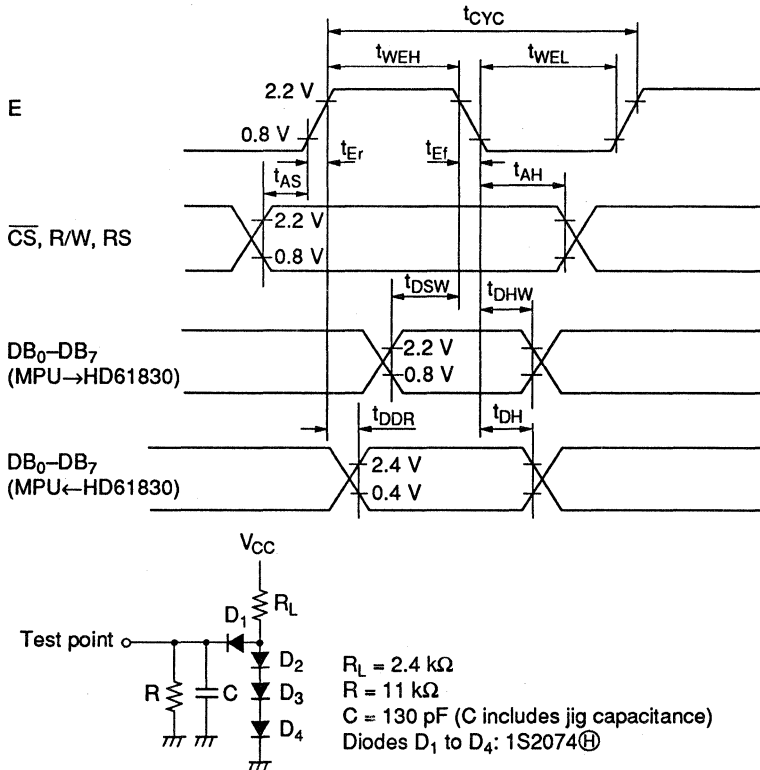 tCYC
tWEH
tWEL
E
2.2 V
0.8 V
tEr
tEf
tAS
tAH
CS, R/W, RS
2.2 V
0.8 V
tDSW
tDHW
DB0–DB7
(MPU→HD61830)
2.2 V
0.8 V
tDDR
tDH
DB0–DB7
(MPU←HD61830)
2.4 V
0.4 V
VCC
RL
D1
Test point
D2
R
C
D3
D4
RL = 2.4 kΩ
R = 11 kΩ
C = 130 pF (C includes jig capacitance)
Diodes D1 to D4: 1S2074Ⓗ